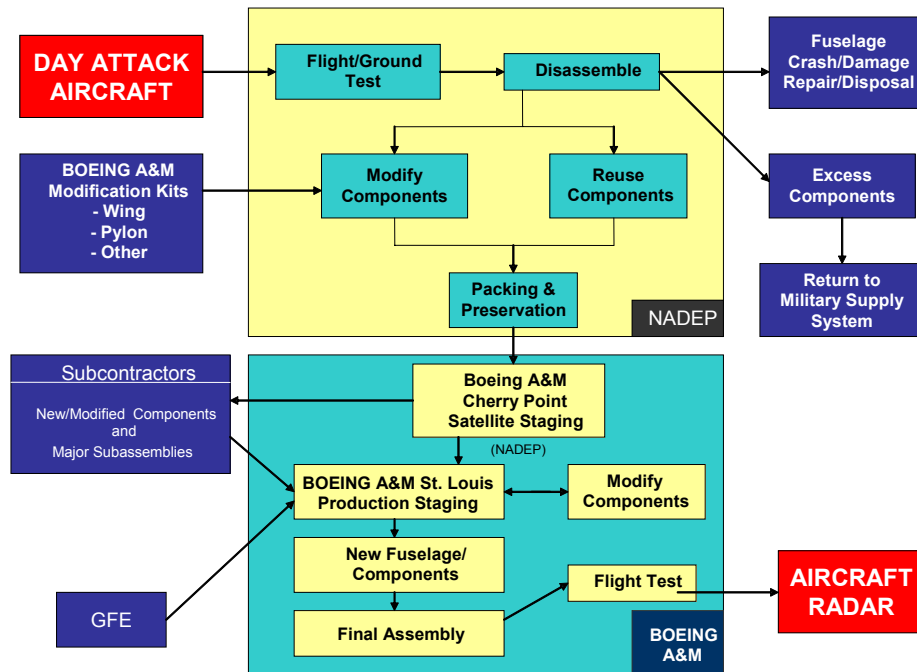 DAY ATTACK
AIRCRAFT
Flight/Ground
Test
Disassemble
Fuselage
Crash/Damage
Repair/Disposal
BOEING A&M
Modification Kits
- Wing
- Pylon
- Other
Modify
Components
Reuse
Components
Excess
Components
Packing &
Preservation
NADEP
Return to
Military Supply
System
Subcontractors
New/Modified Components
and
Major Subassemblies
Boeing A&M
Cherry Point
Satellite Staging
(NADEP)
BOEING A&M St. Louis
Production Staging
Modify
Components
New Fuselage/
Components
Flight Test
AIRCRAFT
RADAR
GFE
Final Assembly
BOEING
A&M